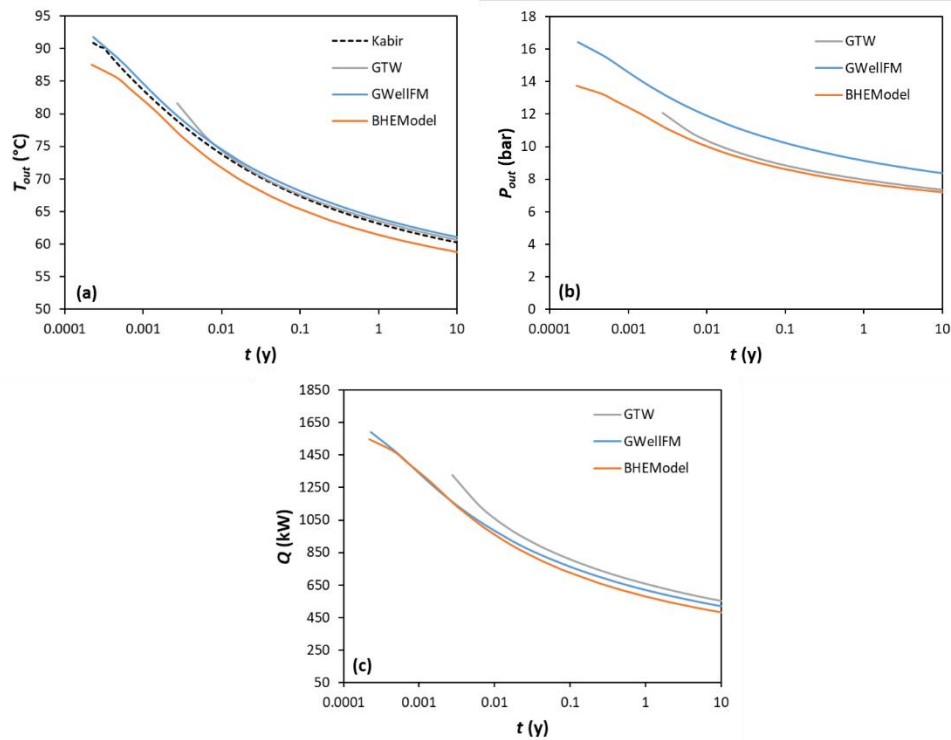 95
90
85
80
75
70
65
60
55
50
T_out (°C)
Kabir
GTW
GWellFM
BHEModel
(a)
0.0001 0.001 0.01 0.1 1 10
t (y)
18
16
14
12
10
8
6
4
2
0
P_out (bar)
GTW
GWellFM
BHEModel
(b)
0.0001 0.001 0.01 0.1 1 10
t (y)
1850
1650
1450
1250
1050
850
650
450
250
50
Q (kW)
GTW
GWellFM
BHEModel
(c)
0.0001 0.001 0.01 0.1 1 10
t (y)